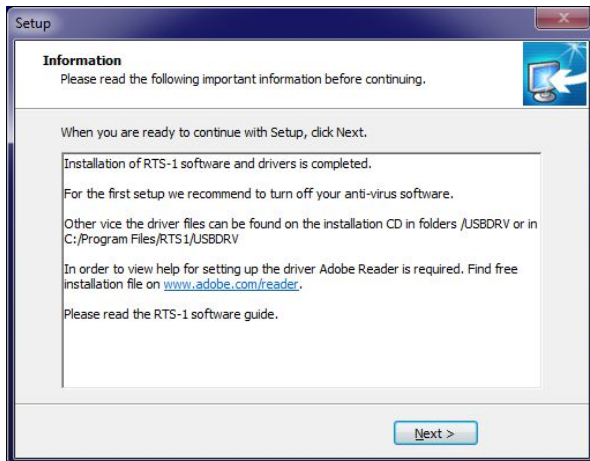 Setup
Information
Please read the following important information before continuing.
When you are ready to continue with Setup, click Next.
Installation of RTS-1 software and drivers is completed.
For the first setup we recommend to turn off your anti-virus software.
Other vice the driver files can be found on the installation CD in folders /USBDRV or in
C:/Program Files/RTS1/USBDRV
In order to view help for setting up the driver Adobe Reader is required. Find free
installation file on www.adobe.com/reader.
Please read the RTS-1 software guide.
Next >